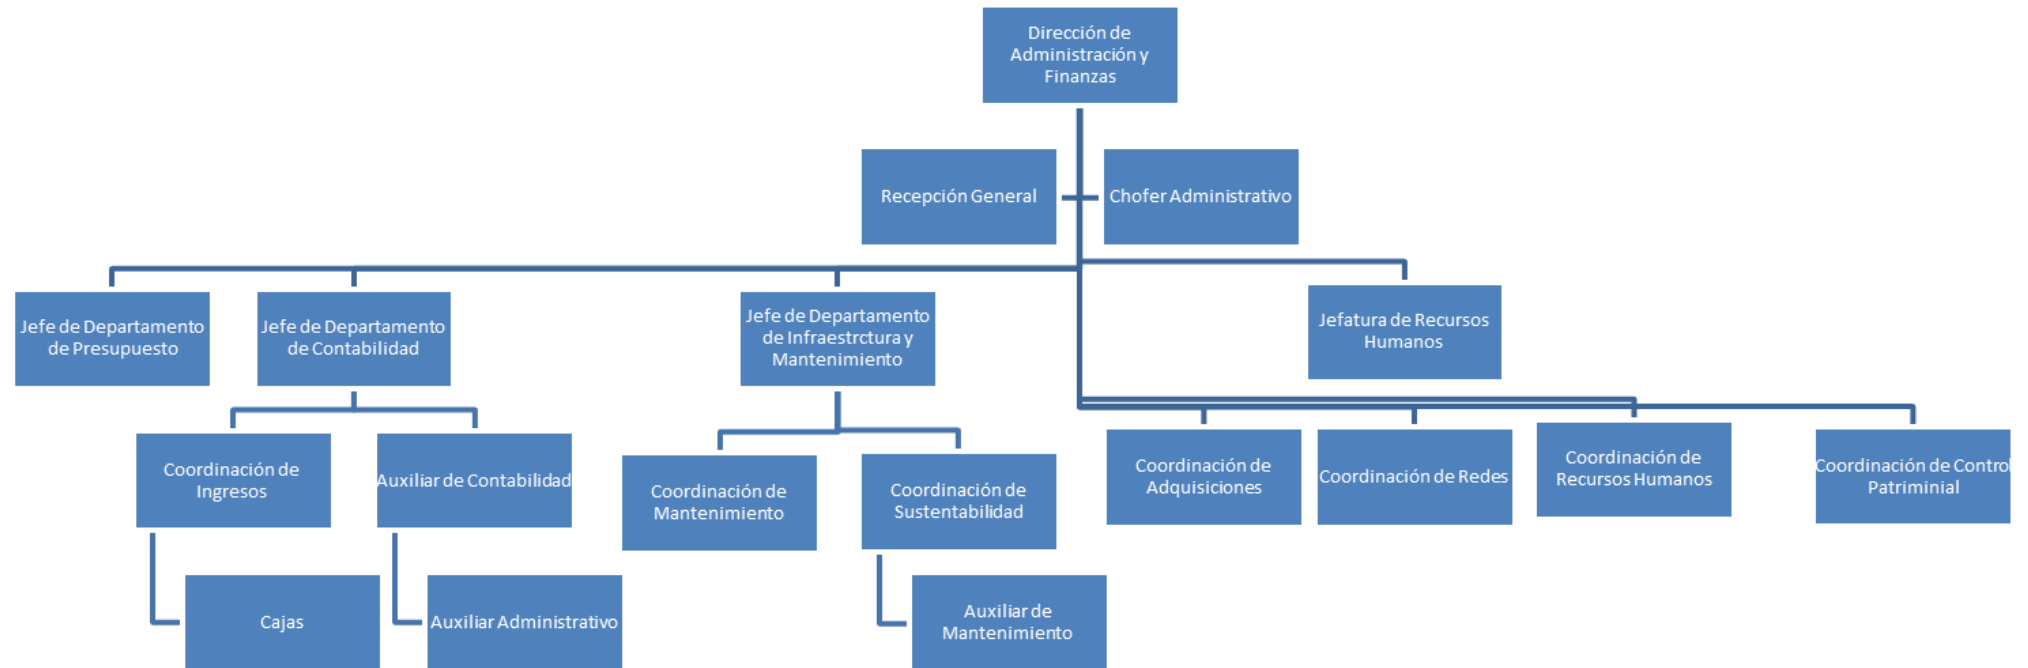 Dirección de
Administración y
Finanzas
Recepción General
Chofer Administrativo
Jefe de Departamento
de Presupuesto
Jefe de Departamento
de Contabilidad
Jefe de Departamento
de Infraestrctura y
Mantenimiento
Jefatura de Recursos
Humanos
Coordinación de
Ingresos
Auxiliar de Contabilidad
Coordinación de
Mantenimiento
Coordinación de
Sustentabilidad
Coordinación de
Adquisiciones
Coordinación de Redes
Coordinación de
Recursos Humanos
Coordinación de Control
Patriminial
Cajas
Auxiliar Administrativo
Auxiliar de
Mantenimiento